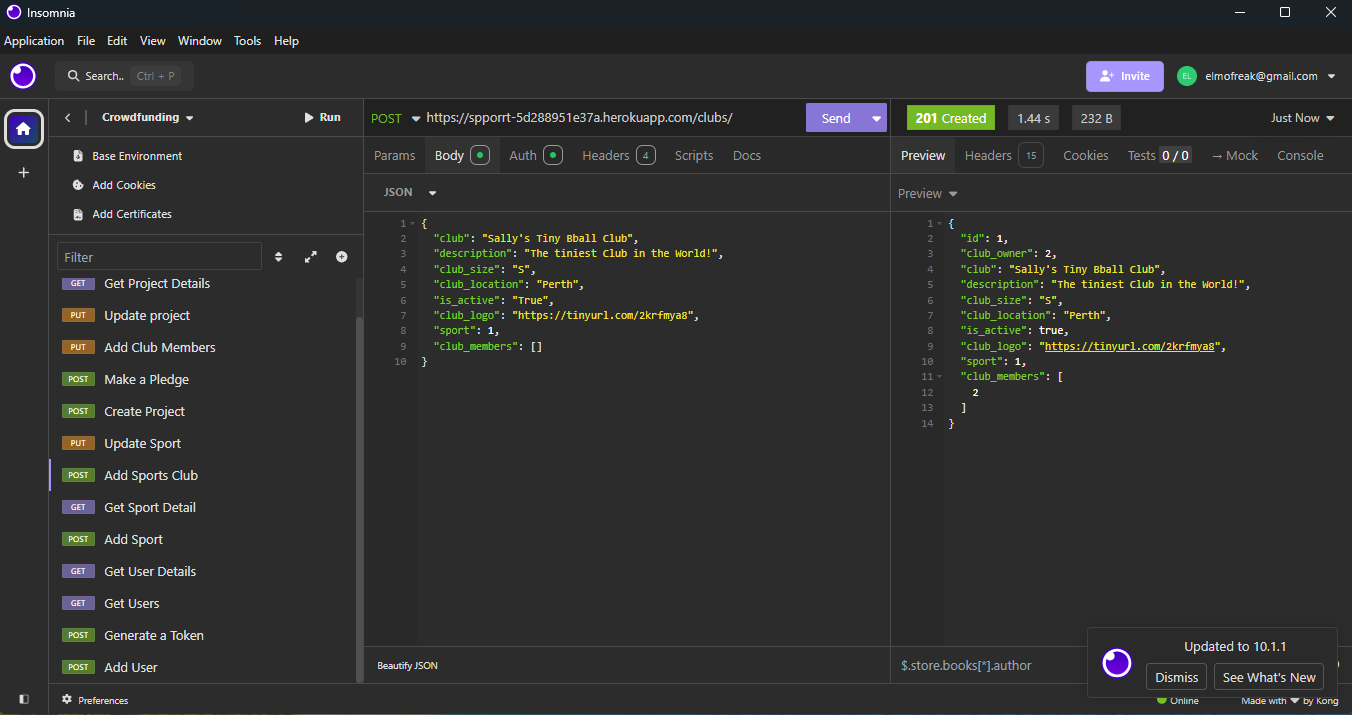 Insomnia
Application File Edit View Window Tools Help
Search.. Ctrl + P
Invite
EL
elmofreak@gmail.com
Crowdfunding
Run
Base Environment
Add Cookies
Add Certificates
Filter
GET Get Project Details
PUT Update project
PUT Add Club Members
POST Make a Pledge
POST Create Project
PUT Update Sport
POST Add Sports Club
GET Get Sport Detail
POST Add Sport
GET Get User Details
GET Get Users
POST Generate a Token
POST Add User
Preferences
POST https://spporrt-5d288951e37a.herokuapp.com/clubs/
Send
Params Body Auth Headers 4 Scripts Docs
JSON
1 {
2 "club": "Sally's Tiny Bball Club",
3 "description": "The tiniest Club in the World!",
4 "club_size": "S",
5 "club_location": "Perth",
6 "is_active": "True",
7 "club_logo": "https://tinyurl.com/2krfmya8",
8 "sport": 1,
9 "club_members": []
10 }
Beautify JSON
201 Created 1.44 s 232 B Just Now
Preview Headers 15 Cookies Tests 0 / 0 → Mock Console
Preview
1 {
2 "id": 1,
3 "club_owner": 2,
4 "club": "Sally's Tiny Bball Club",
5 "description": "The tiniest Club in the World!",
6 "club_size": "S",
7 "club_location": "Perth",
8 "is_active": true,
9 "club_logo": "https://tinyurl.com/2krfmya8",
10 "sport": 1,
11 "club_members": [
12 2
13 ]
14 }
$.store.books[*].author
Updated to 10.1.1
Dismiss See What's New
Online
Made with ❤ by Kong